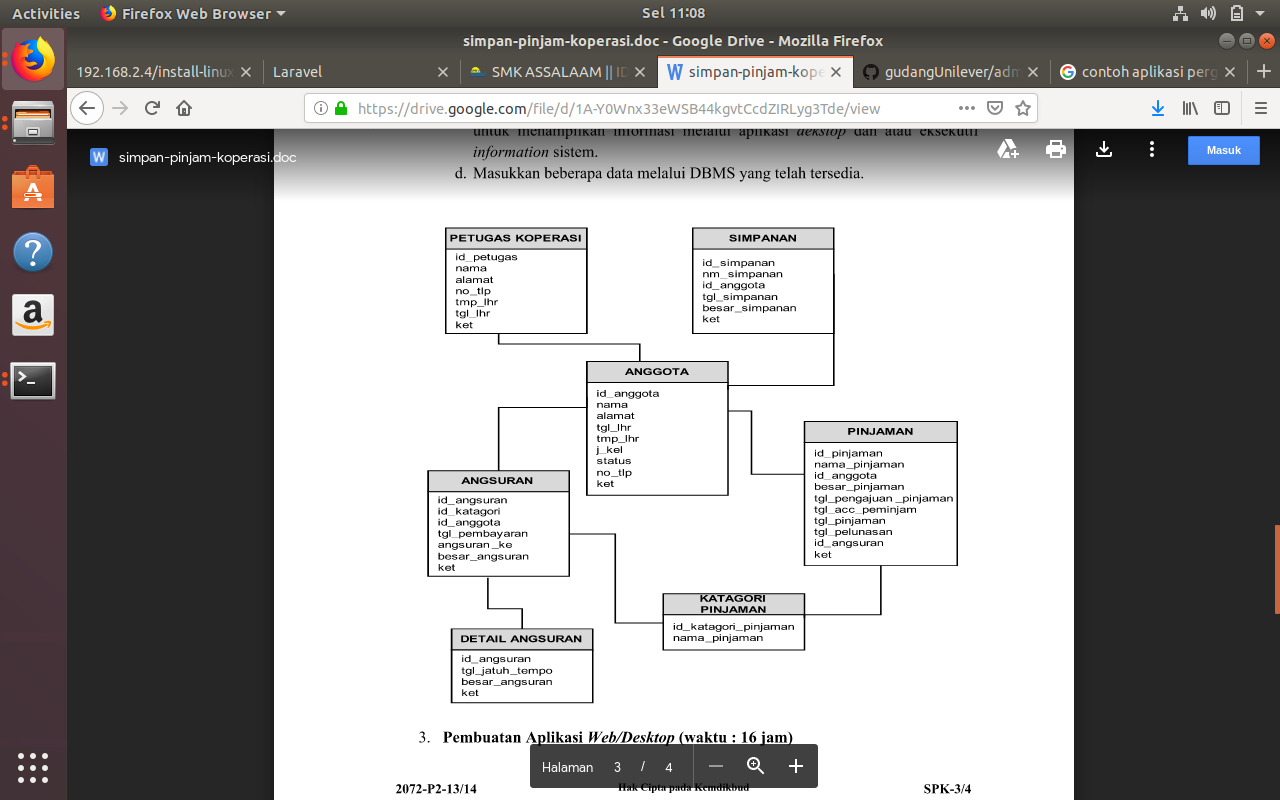 Activities
Firefox Web Browser
Sel 11:08
simpan-pinjam-koperasi.doc - Google Drive - Mozilla Firefox
192.168.2.4/install-linux
Laravel
SMK ASSALAAM || I
simpan-pinjam-kope
gudangUnilever/adm
contoh aplikasi perg
https://drive.google.com/file/d/1A-Y0Wnx33eWSB44kgvtCcdZIRLyg3Tde/view
untuk menampilkan informasi melalui aplikasi dekstop dan atau eksekutif
information sistem.
W simpan-pinjam-koperasi.doc
Masuk
d. Masukkan beberapa data melalui DBMS yang telah tersedia.
PETUGAS KOPERASI
id_petugas
nama
alamat
no_tlp
tmp_lhr
tgl_lhr
ket
SIMPANAN
id_simpanan
nm_simpanan
id_anggota
tgl_simpanan
besar_simpanan
ket
ANGGOTA
id_anggota
nama
alamat
tgl_lhr
tmp_lhr
j_kel
status
no_tlp
ket
PINJAMAN
id_pinjaman
nama_pinjaman
id_anggota
besar_pinjaman
tgl_pengajuan _pinjaman
tgl_acc_peminjam
tgl_pinjaman
tgl_pelunasan
id_angsuran
ket
ANGSURAN
id_angsuran
id_katagori
id_anggota
tgl_pembayaran
angsuran _ke
besar_angsuran
ket
KATAGORI
PINJAMAN
id_katagori_pinjaman
nama_pinjaman
DETAIL ANGSURAN
id_angsuran
tgl_jatuh_tempo
besar_angsuran
ket
3. Pembuatan Aplikasi Web/Desktop (waktu : 16 jam)
Halaman 3 / 4
2072-P2-13/14
Hak Cipta pada Kemdikbud
SPK-3/4